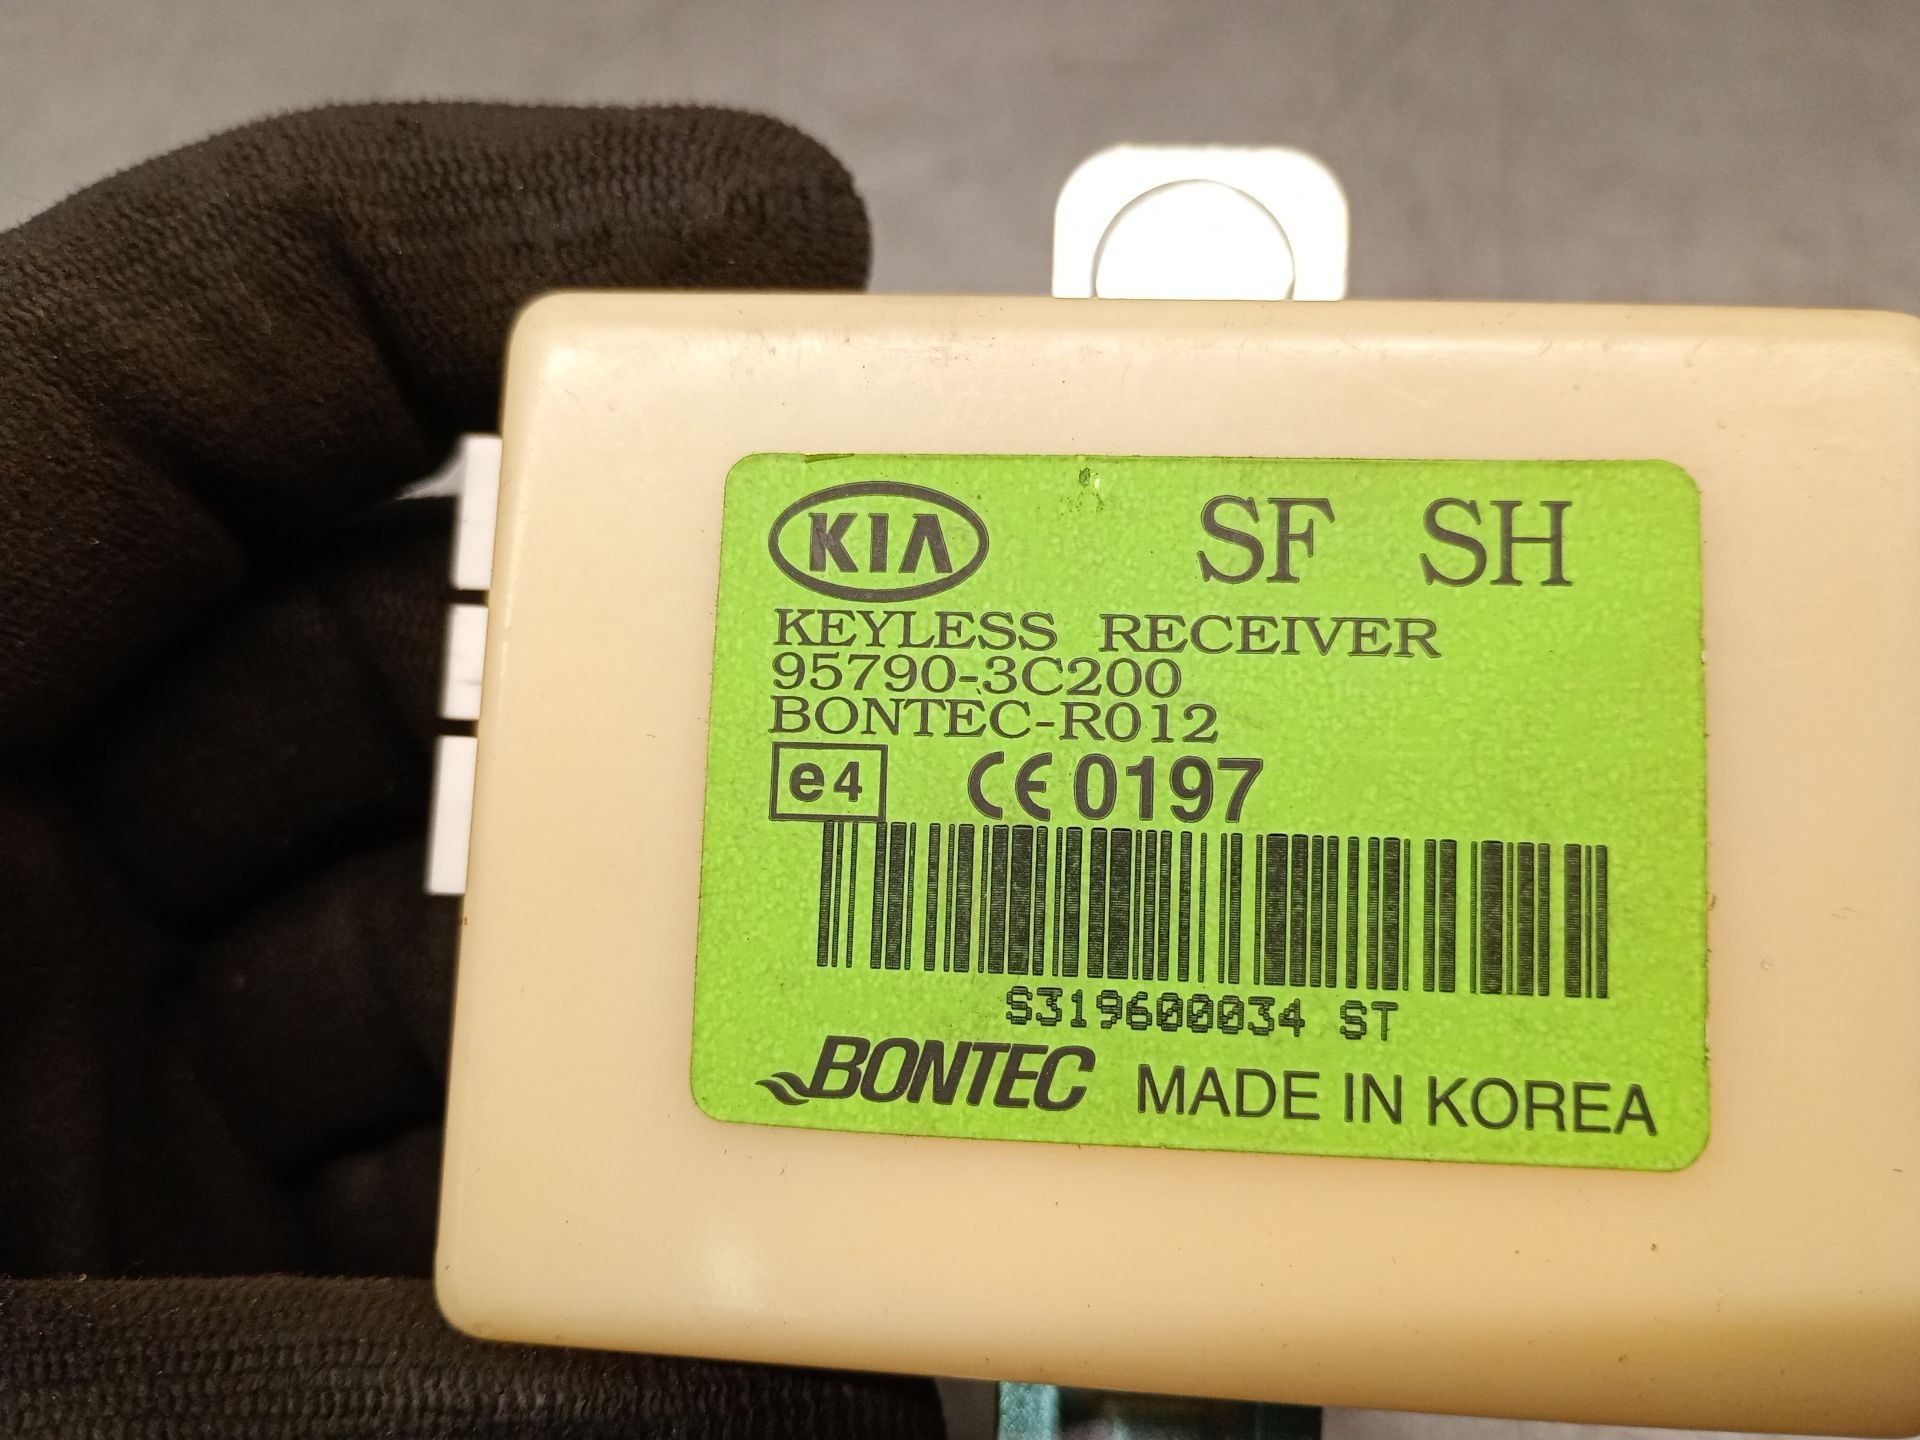 KIA SF SH
KEYLESS RECEIVER
95790-3C200
BONTEC-R012
e4 CE 0197
S319600034 ST
BONTEC MADE IN KOREA